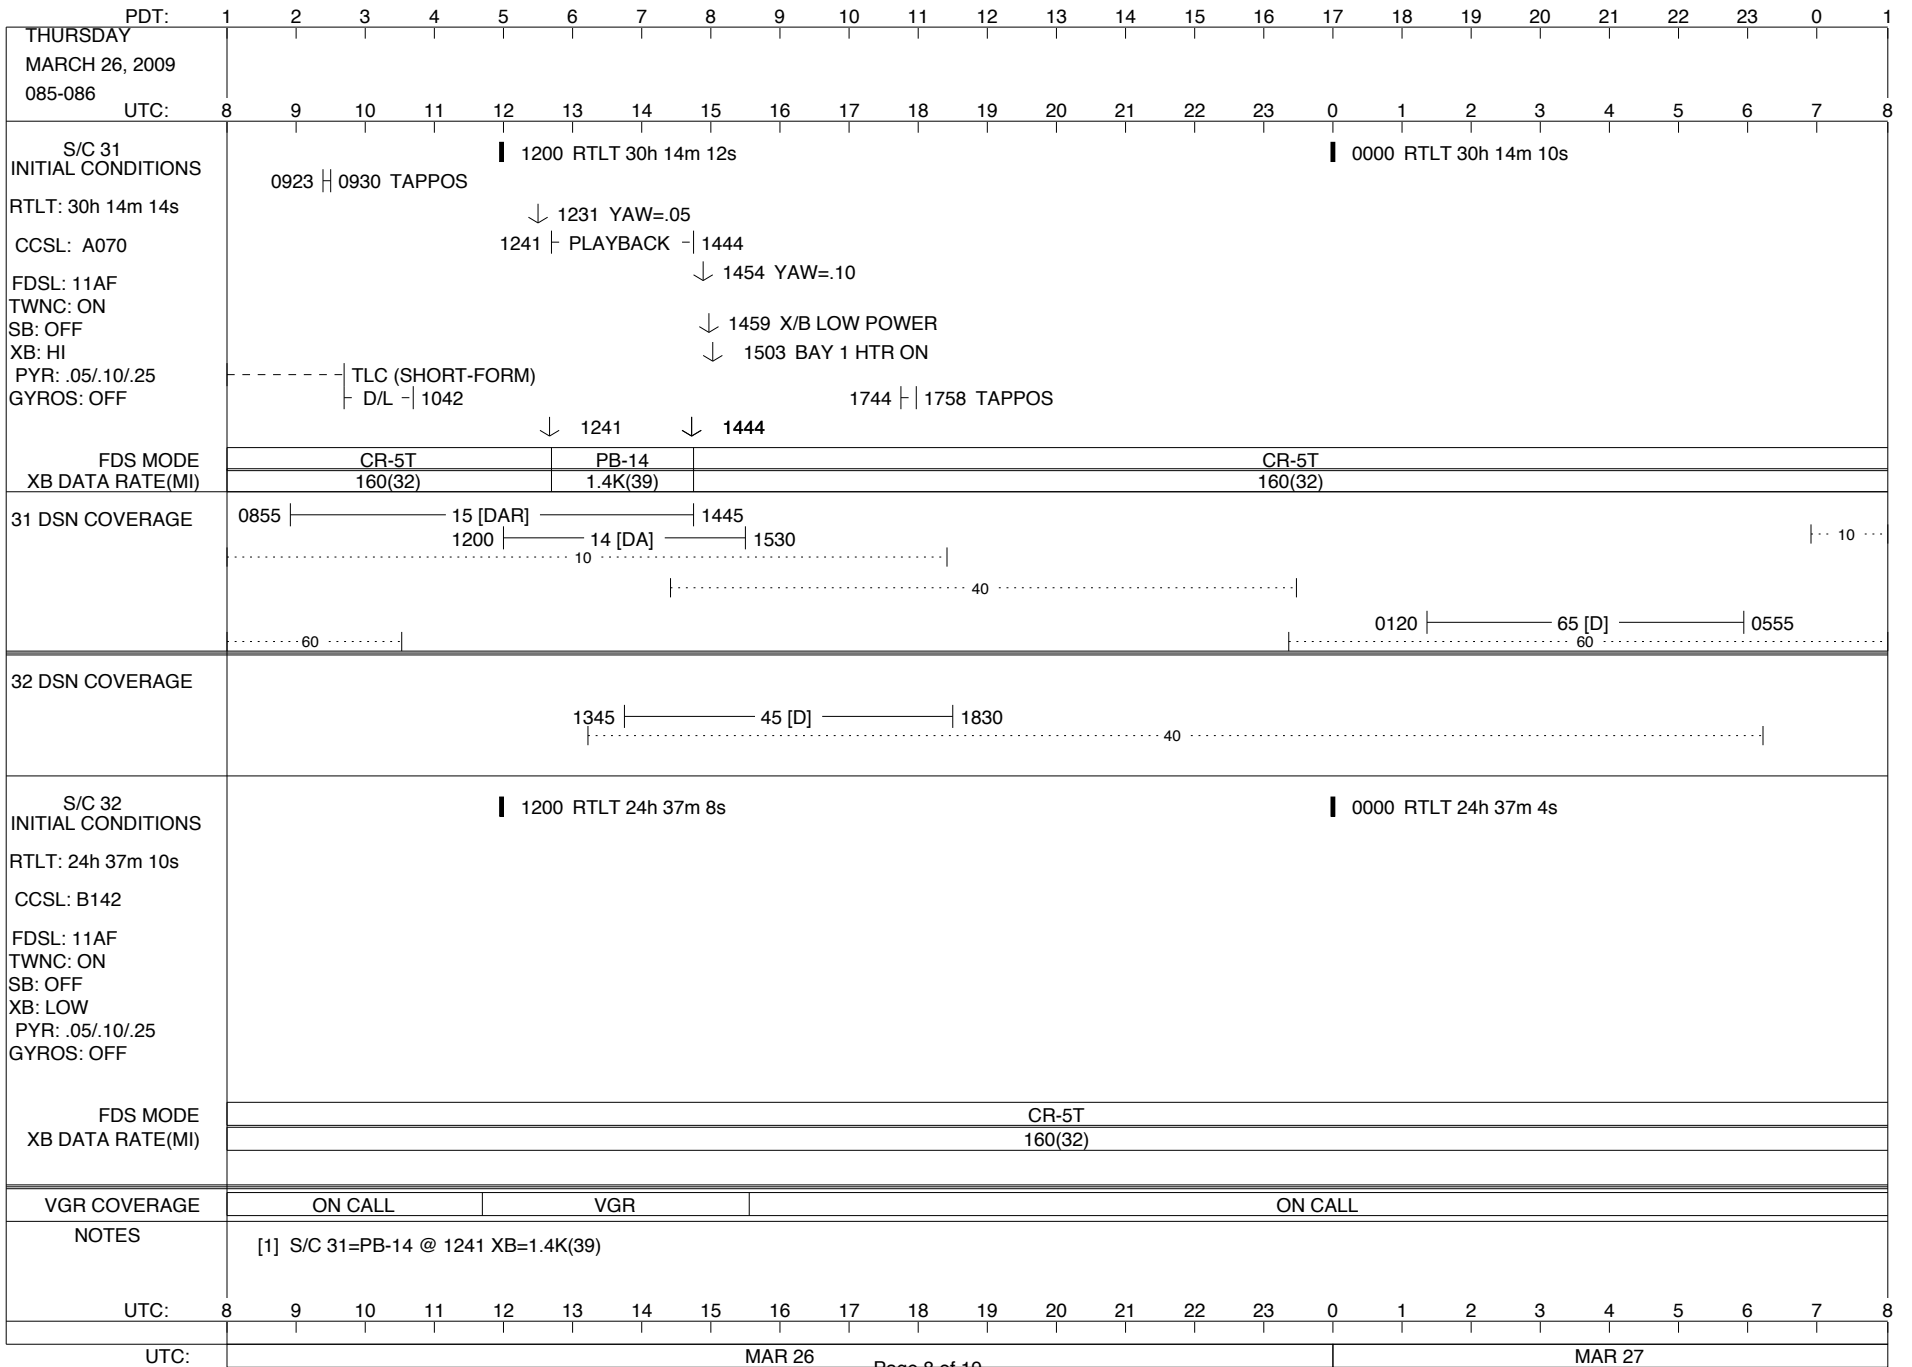 PDT: 1 2 3 4 5 6 7 8 9 10 11 12 13 14 15 16 17 18 19 20 21 22 23 0 1
THURSDAY
MARCH 26, 2009
085-086
UTC: 8 9 10 11 12 13 14 15 16 17 18 19 20 21 22 23 0 1 2 3 4 5 6 7 8
S/C 31
INITIAL CONDITIONS
1200 RTLT 30h 14m 12s
0000 RTLT 30h 14m 10s
0923 0930 TAPPOS
RTLT: 30h 14m 14s
1231 YAW=.05
CCSL: A070
1241 PLAYBACK 1444
1454 YAW=.10
FDSL: 11AF
TWNC: ON
SB: OFF
1459 X/B LOW POWER
XB: HI
1503 BAY 1 HTR ON
PYR: .05/.10/.25
TLC (SHORT-FORM)
GYROS: OFF
D/L 1042
1744 1758 TAPPOS
1241 1444
FDS MODE CR-5T PB-14 CR-5T
XB DATA RATE(MI) 160(32) 1.4K(39) 160(32)
31 DSN COVERAGE
0855 15 [DAR] 1445
1200 14 [DA] 1530
10
10
40
0120 65 [D] 0555
60
60
32 DSN COVERAGE
1345 45 [D] 1830
40
S/C 32
INITIAL CONDITIONS
1200 RTLT 24h 37m 8s
0000 RTLT 24h 37m 4s
RTLT: 24h 37m 10s
CCSL: B142
FDSL: 11AF
TWNC: ON
SB: OFF
XB: LOW
PYR: .05/.10/.25
GYROS: OFF
FDS MODE CR-5T
XB DATA RATE(MI) 160(32)
VGR COVERAGE ON CALL VGR ON CALL
NOTES
[1] S/C 31=PB-14 @ 1241 XB=1.4K(39)
UTC: 8 9 10 11 12 13 14 15 16 17 18 19 20 21 22 23 0 1 2 3 4 5 6 7 8
UTC: MAR 26 MAR 27